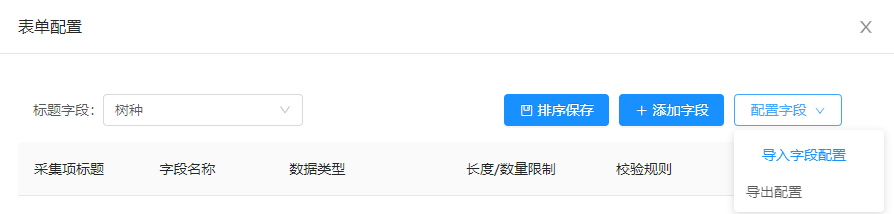 表单配置
标题字段： 树种 排序保存 添加字段 配置字段
导入字段配置
采集项标题 字段名称 数据类型 长度/数量限制 校验规则
导出配置